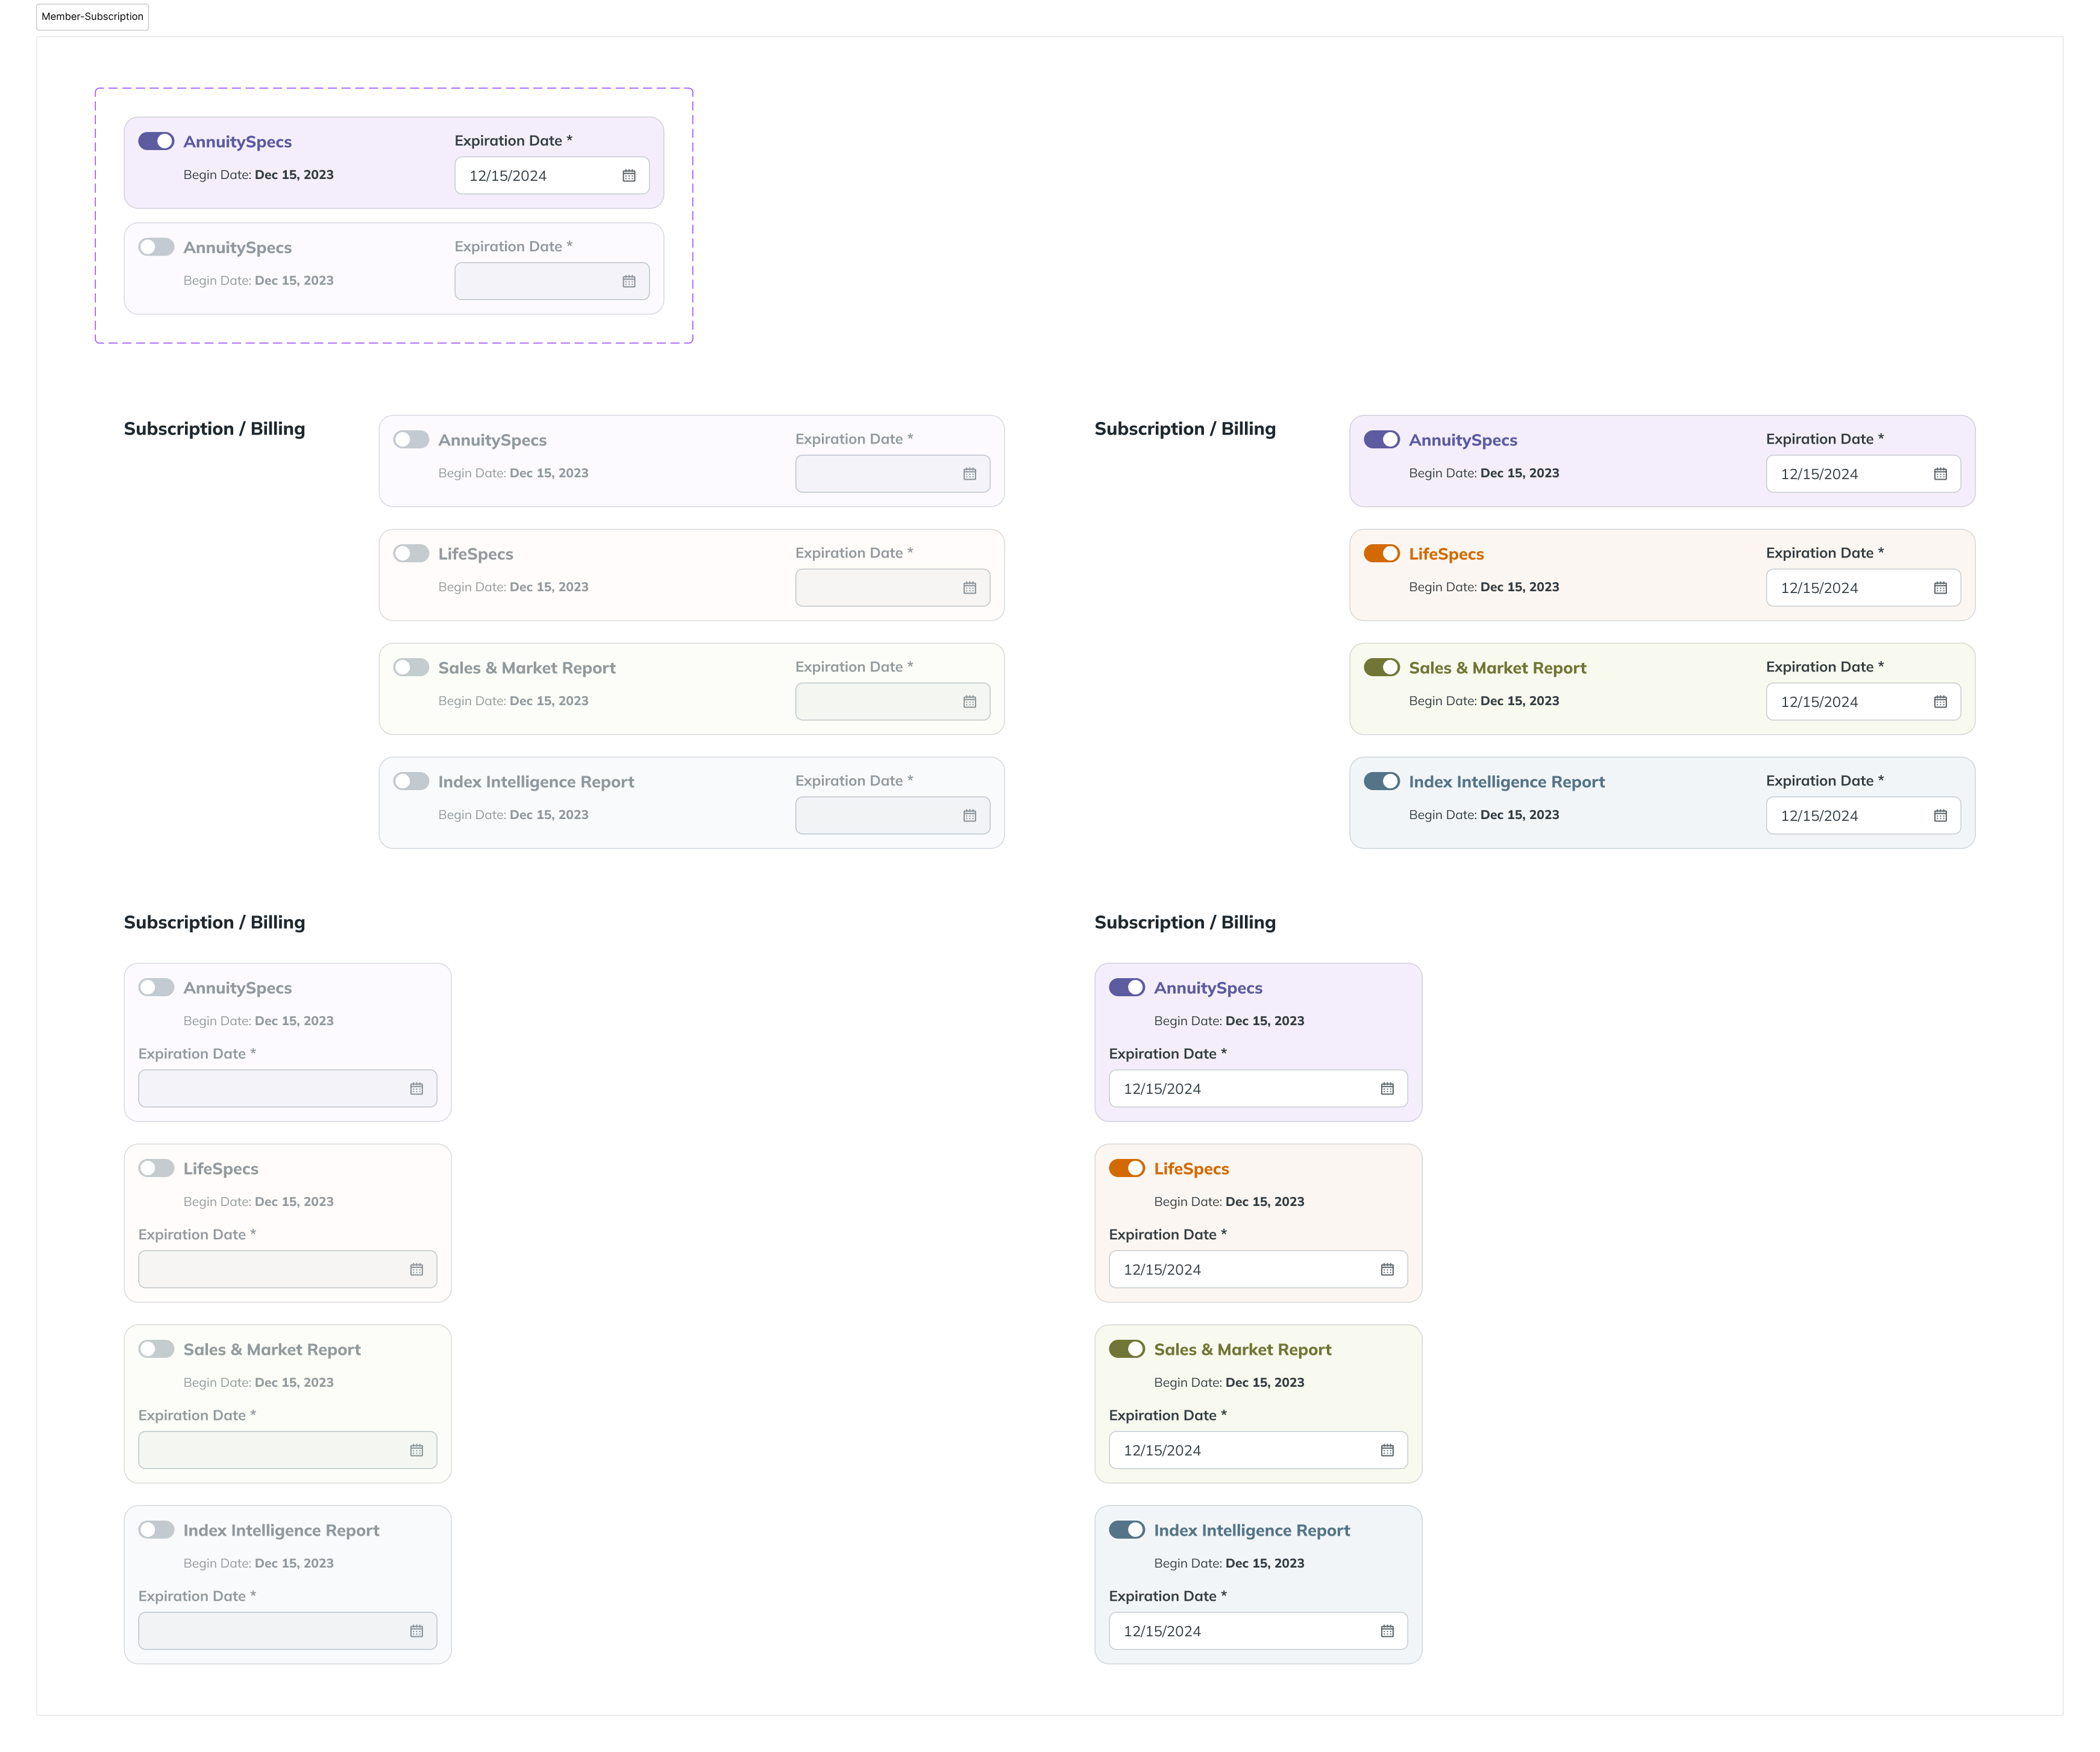 Member-Subscription
AnnuitySpecs
Expiration Date *
Begin Date: Dec 15, 2023
12/15/2024
AnnuitySpecs
Expiration Date *
Begin Date: Dec 15, 2023
Subscription / Billing
AnnuitySpecs
Expiration Date *
Begin Date: Dec 15, 2023
LifeSpecs
Expiration Date *
Begin Date: Dec 15, 2023
Sales & Market Report
Expiration Date *
Begin Date: Dec 15, 2023
Index Intelligence Report
Expiration Date *
Begin Date: Dec 15, 2023
Subscription / Billing
AnnuitySpecs
Expiration Date *
Begin Date: Dec 15, 2023
12/15/2024
LifeSpecs
Expiration Date *
Begin Date: Dec 15, 2023
12/15/2024
Sales & Market Report
Expiration Date *
Begin Date: Dec 15, 2023
12/15/2024
Index Intelligence Report
Expiration Date *
Begin Date: Dec 15, 2023
12/15/2024
Subscription / Billing
AnnuitySpecs
Begin Date: Dec 15, 2023
Expiration Date *
LifeSpecs
Begin Date: Dec 15, 2023
Expiration Date *
Sales & Market Report
Begin Date: Dec 15, 2023
Expiration Date *
Index Intelligence Report
Begin Date: Dec 15, 2023
Expiration Date *
Subscription / Billing
AnnuitySpecs
Begin Date: Dec 15, 2023
Expiration Date *
12/15/2024
LifeSpecs
Begin Date: Dec 15, 2023
Expiration Date *
12/15/2024
Sales & Market Report
Begin Date: Dec 15, 2023
Expiration Date *
12/15/2024
Index Intelligence Report
Begin Date: Dec 15, 2023
Expiration Date *
12/15/2024